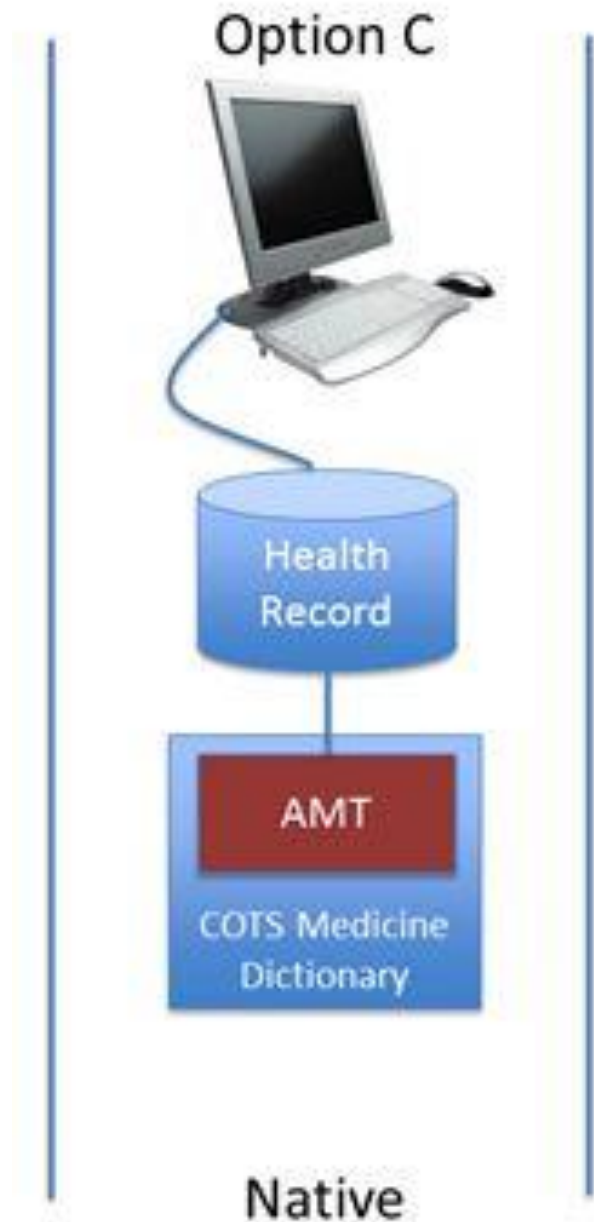 Option C
Health
Record
AMT
COTS Medicine
Dictionary
Native